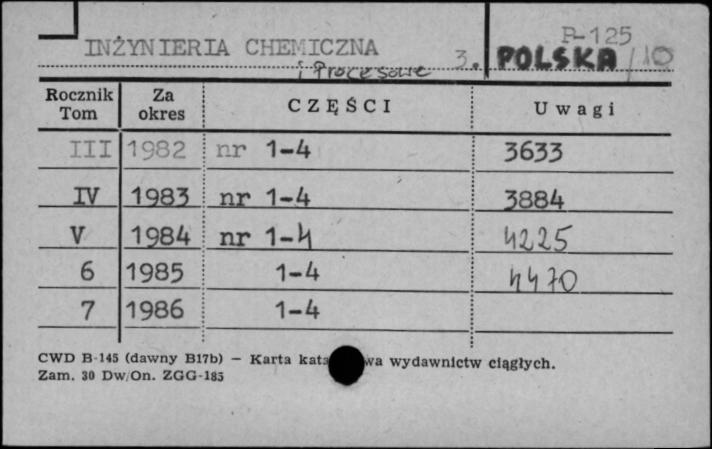 P-125
INŻYNIERIA CHEMICZNA 3. POLSKA /10
i Procesowe
Rocznik Tom Za okres CZĘŚCI Uwagi
III 1982 nr 1-4 3633
IV 1983 nr 1-4 3884
V 1984 nr 1-4 4225
6 1985 1-4 4470
7 1986 1-4
CWD B-145 (dawny B17b) — Karta kata wa wydawnictw ciągłych.
Zam. 30 Dw/On. ZGG-185